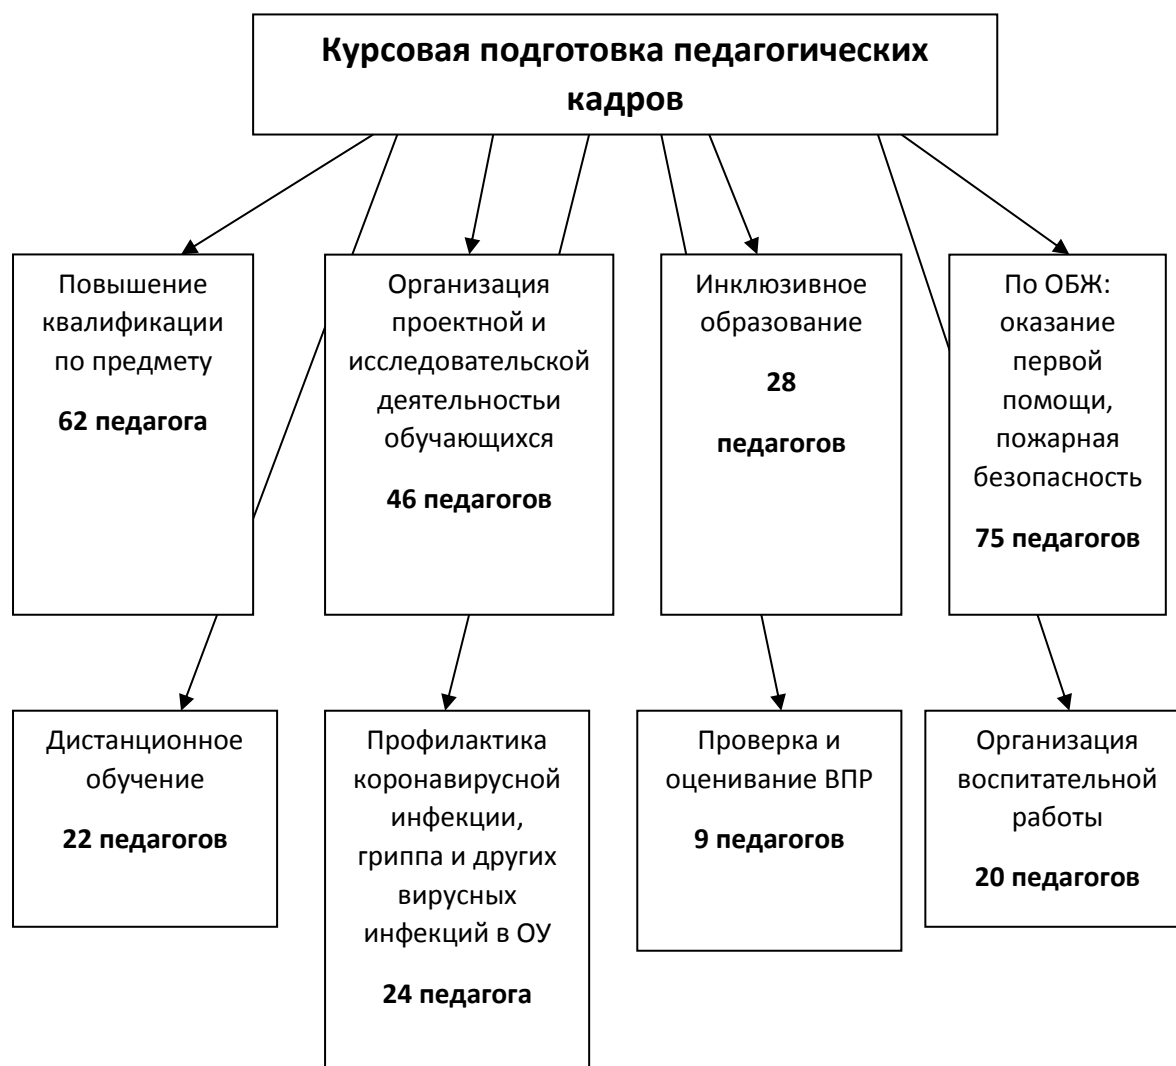 Курсовая подготовка педагогических
кадров
Повышение
квалификации
по предмету
62 педагога
Организация
проектной и
исследовательской
деятельностьи
обучающихся
46 педагогов
Инклюзивное
образование
28
педагогов
По ОБЖ:
оказание
первой
помощи,
пожарная
безопасность
75 педагогов
Дистанционное
обучение
22 педагогов
Профилактика
коронавирусной
инфекции,
гриппа и других
вирусных
инфекций в ОУ
24 педагога
Проверка и
оценивание ВПР
9 педагогов
Организация
воспитательной
работы
20 педагогов